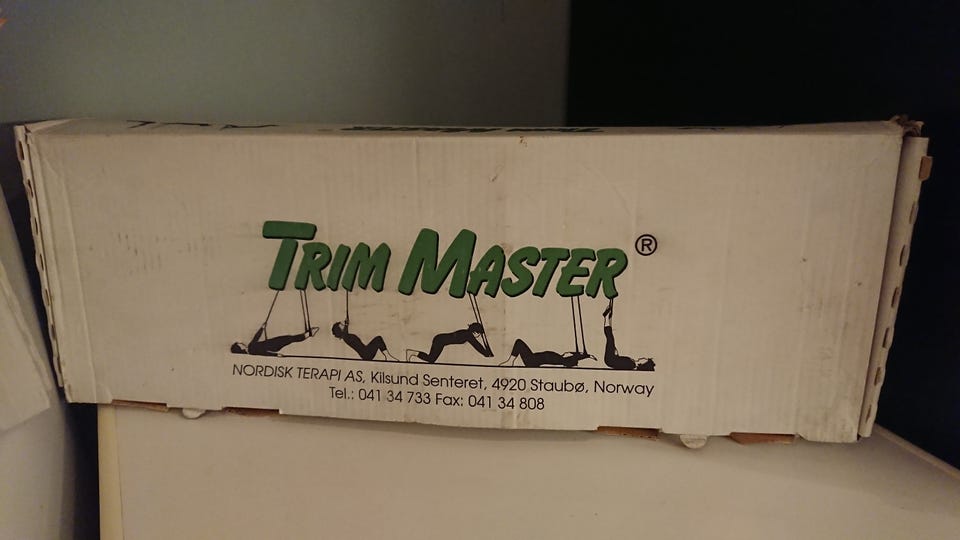 TRIM MASTER ®
NORDISK TERAPI AS, Kilsund Senteret, 4920 Staubø, Norway
Tel.: 041 34 733 Fax: 041 34 808